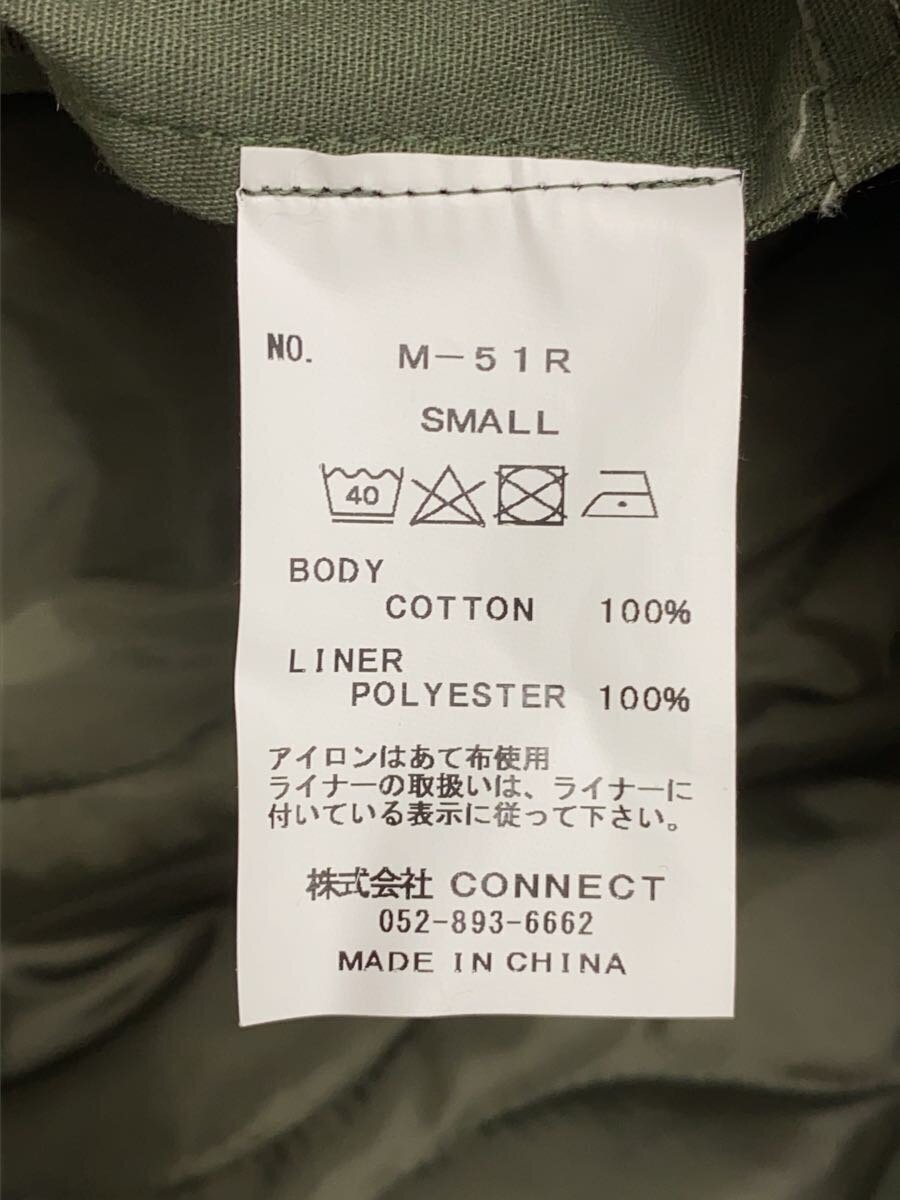 NO. M-51R
SMALL
40
BODY
COTTON 100%
LINER
POLYESTER 100%
アイロンはあて布使用
ライナーの取扱いは、ライナーに
付いている表示に従って下さい。
株式会社 CONNECT
052-893-6662
MADE IN CHINA